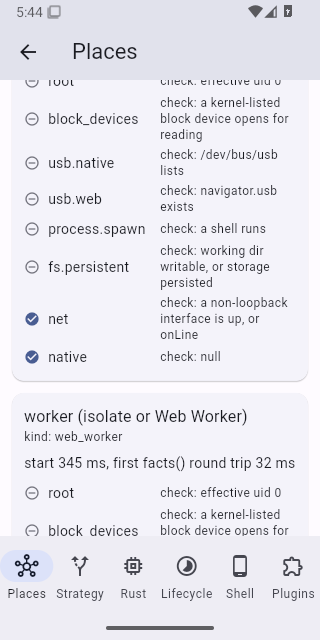 5:44
Places
root
check: effective uid 0
block_devices
check: a kernel-listed
block device opens for
reading
usb.native
check: /dev/bus/usb
lists
usb.web
check: navigator.usb
exists
process.spawn
check: a shell runs
fs.persistent
check: working dir
writable, or storage
persisted
net
check: a non-loopback
interface is up, or
onLine
native
check: null
worker (isolate or Web Worker)
kind: web_worker
start 345 ms, first facts() round trip 32 ms
root
check: effective uid 0
block_devices
check: a kernel-listed
block device opens for
Places
Strategy
Rust
Lifecycle
Shell
Plugins